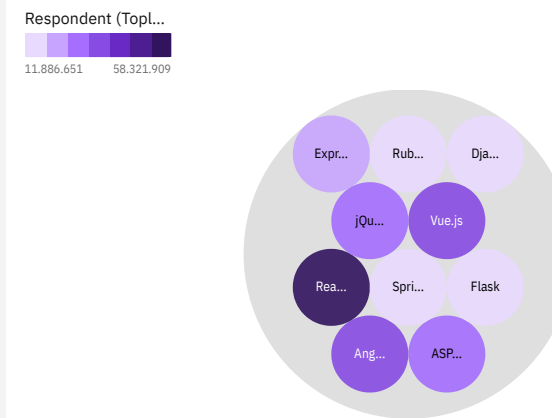 Respondent (Topl...
11.886.651 58.321.909
Expr... Rub... Dja...
jQu... Vue.js
Rea... Spri... Flask
Ang... ASP...